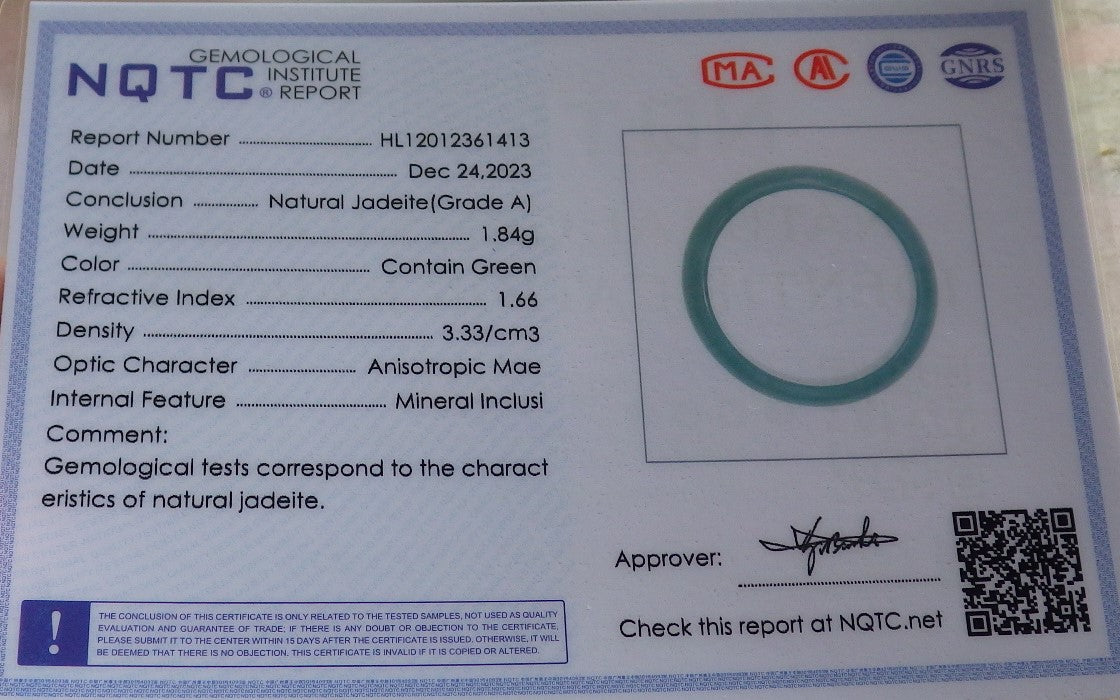 GEMOLOGICAL
NQTC INSTITUTE
® REPORT
MA
GNRS
Report Number ........ HL12012361413
Date ........ Dec 24,2023
Conclusion ........ Natural Jadeite(Grade A)
Weight ........ 1.84g
Color ........ Contain Green
Refractive Index ........ 1.66
Density ........ 3.33/cm3
Optic Character ........ Anisotropic Mae
Internal Feature ........ Mineral Inclusi
Comment:
Gemological tests correspond to the charact
eristics of natural jadeite.
Approver:
Check this report at NQTC.net
! THE CONCLUSION OF THIS CERTIFICATE IS ONLY RELATED TO THE TESTED SAMPLES, NOT USED AS QUALITY
EVALUATION AND GUARANTEE OF TRADE; IF THERE IS ANY DOUBT OR OBJECTION TO THE CERTIFICATE,
PLEASE SUBMIT IT TO THE CENTER WITHIN 15 DAYS AFTER THE CERTIFICATE IS ISSUED. OTHERWISE, IT WILL
BE DEEMED THAT THERE IS NO OBJECTION. THIS CERTIFICATE IS INVALID IF IT IS COPIED OR ALTERED.